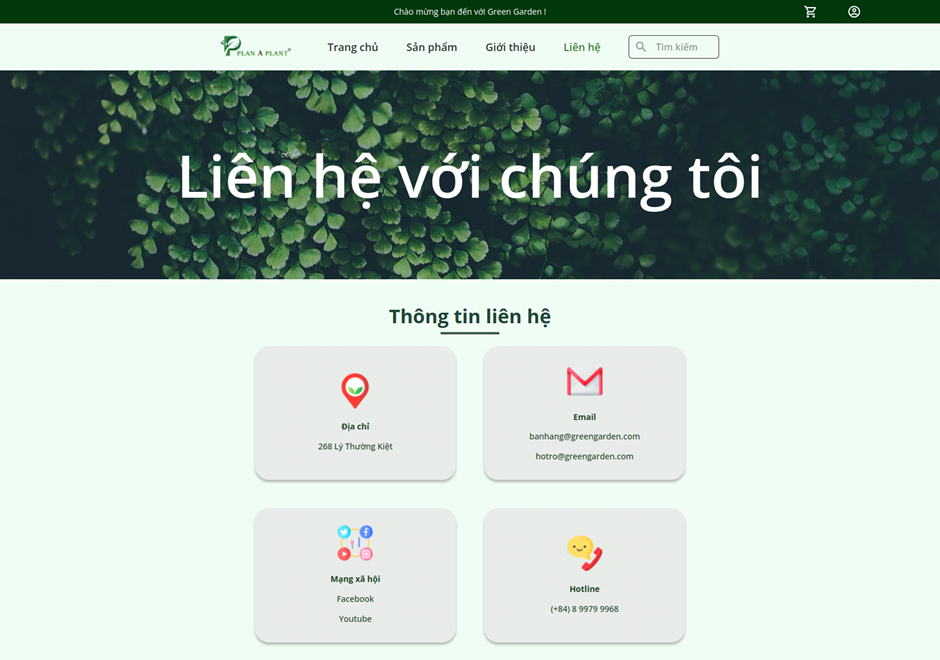 Chào mừng bạn đến với Green Garden !
PLAN A PLANT
Trang chủ
Sản phẩm
Giới thiệu
Liên hệ
Tìm kiếm
Liên hệ với chúng tôi
Thông tin liên hệ
Địa chỉ
268 Lý Thường Kiệt
Email
banhang@greengarden.com
hotro@greengarden.com
Mạng xã hội
Facebook
Youtube
Hotline
(+84) 8 9979 9968